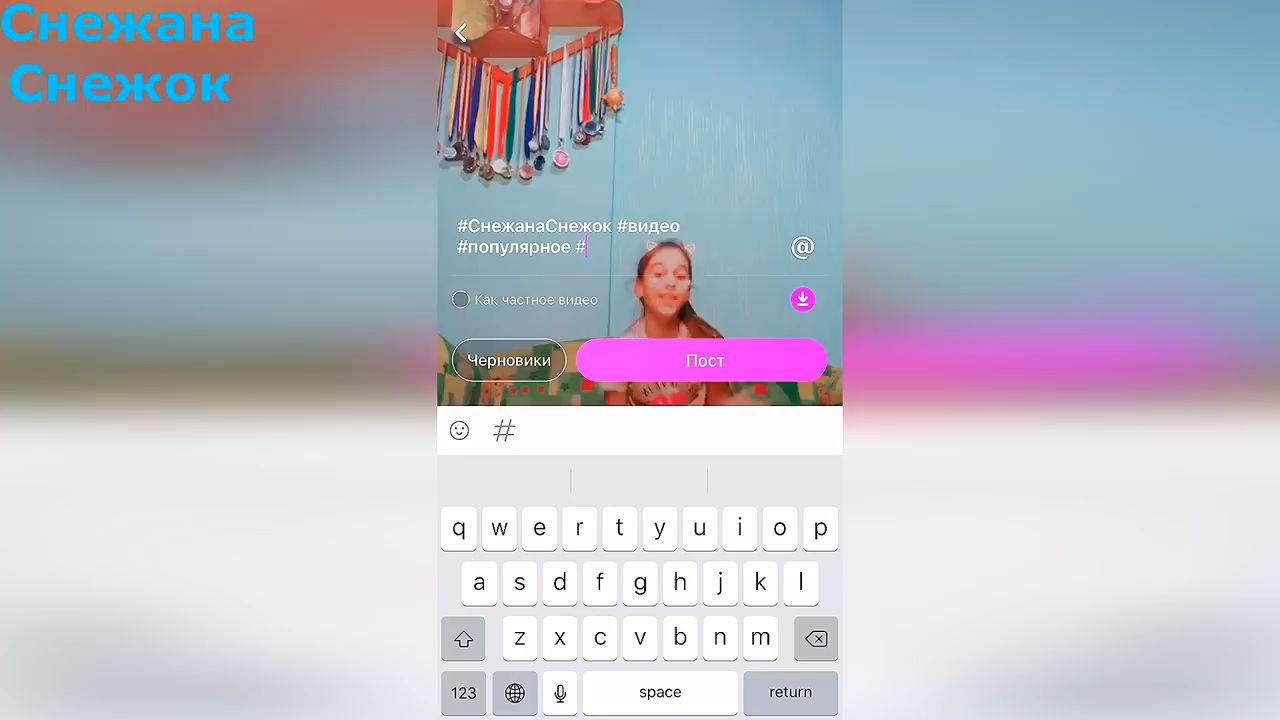 Снежана
Снежок
#СнежанаСнежок #видео
#популярное #
@
Как частное видео
Черновики
Пост
#
q w e r t y u i o p
a s d f g h j k l
z x c v b n m
123
space
return